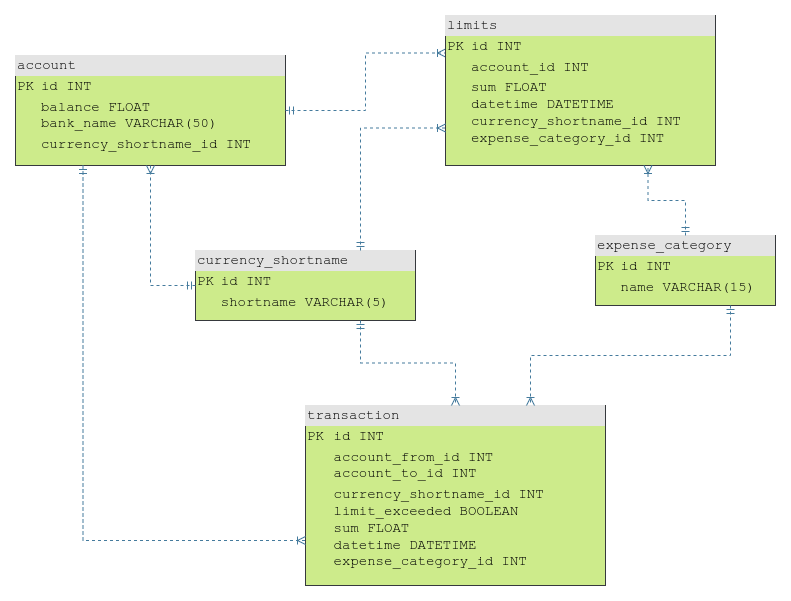 limits
PK id INT
account_id INT
sum FLOAT
datetime DATETIME
currency_shortname_id INT
expense_category_id INT
account
PK id INT
balance FLOAT
bank_name VARCHAR(50)
currency_shortname_id INT
currency_shortname
PK id INT
shortname VARCHAR(5)
expense_category
PK id INT
name VARCHAR(15)
transaction
PK id INT
account_from_id INT
account_to_id INT
currency_shortname_id INT
limit_exceeded BOOLEAN
sum FLOAT
datetime DATETIME
expense_category_id INT